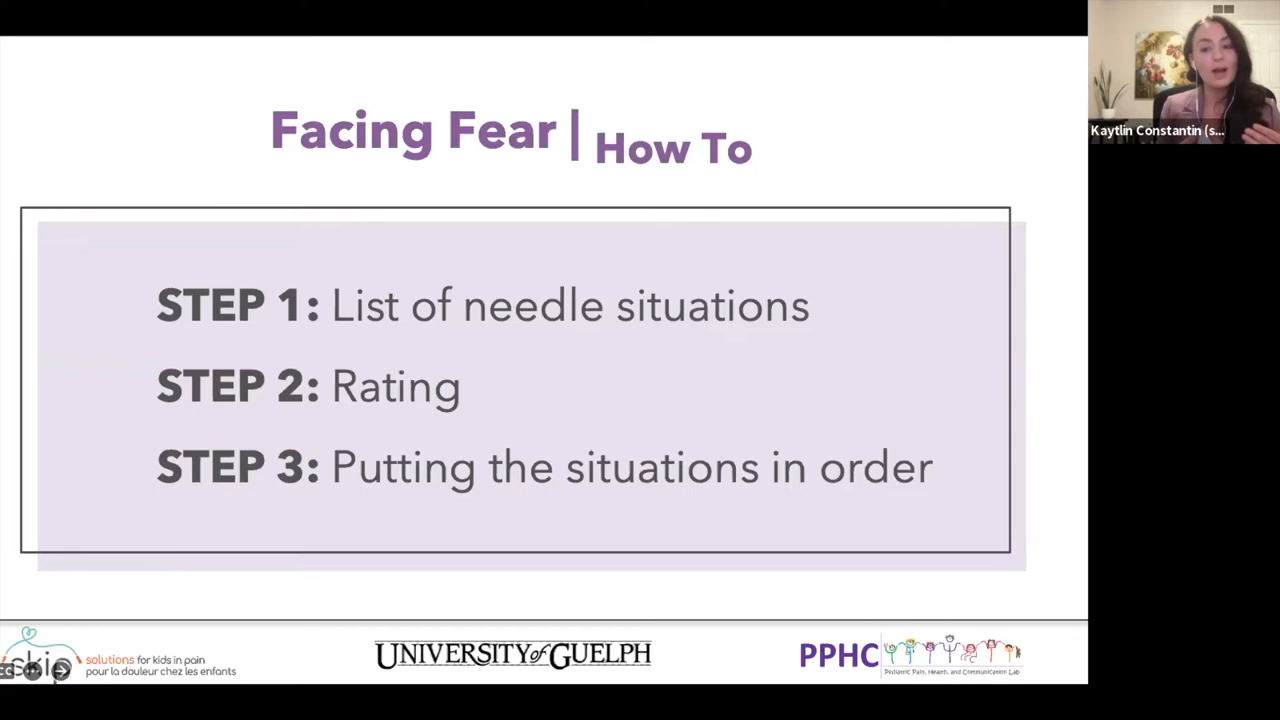 Facing Fear | How To
STEP 1: List of needle situations
STEP 2: Rating
STEP 3: Putting the situations in order
Kaytlin Constantin (s...
skip
solutions for kids in pain
pour la douleur chez les enfants
UNIVERSITY of GUELPH
PPHC
Pediatric Pain, Health, and Communication Lab
CC